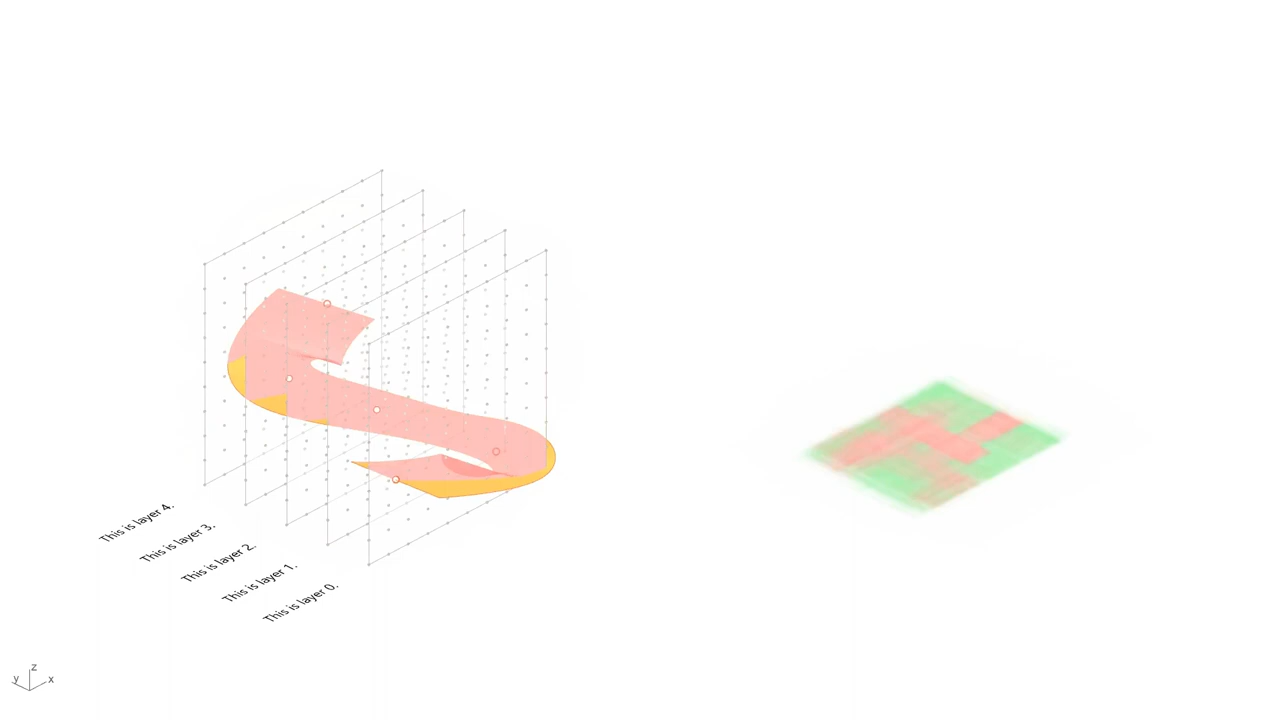 This is layer 4.
This is layer 3.
This is layer 2.
This is layer 1.
This is layer 0.
z
y
x